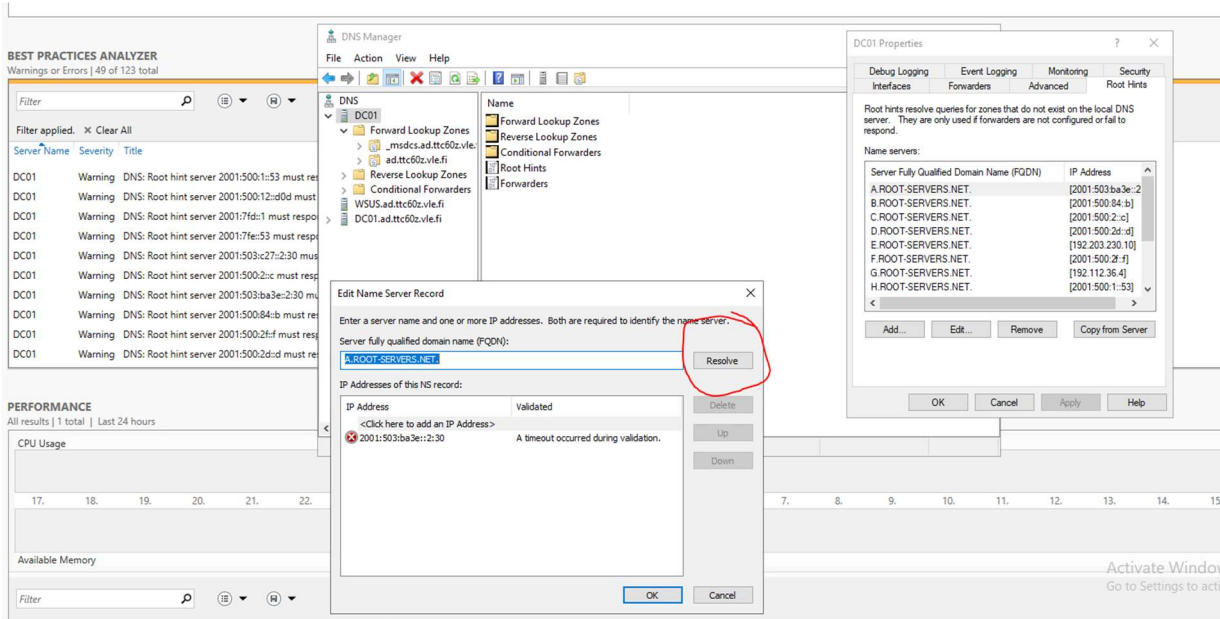 BEST PRACTICES ANALYZER
Warnings or Errors | 49 of 123 total
Filter
Filter applied. × Clear All
Server Name Severity Title
DC01 Warning DNS: Root hint server 2001:500:1::53 must res
DC01 Warning DNS: Root hint server 2001:500:12::d0d must
DC01 Warning DNS: Root hint server 2001:7fd::1 must respo
DC01 Warning DNS: Root hint server 2001:7fe::53 must respo
DC01 Warning DNS: Root hint server 2001:503:c27::2:30 mus
DC01 Warning DNS: Root hint server 2001:500:2::c must resp
DC01 Warning DNS: Root hint server 2001:503:ba3e::2:30 mu
DC01 Warning DNS: Root hint server 2001:500:84::b must res
DC01 Warning DNS: Root hint server 2001:500:2f::f must resp
DC01 Warning DNS: Root hint server 2001:500:2d::d must res
PERFORMANCE
All results | 1 total | Last 24 hours
CPU Usage
17. 18. 19. 20. 21. 22. 7. 8. 9. 10. 11. 12. 13. 14. 15
Available Memory
Filter
DNS Manager
File Action View Help
DNS
DC01
Forward Lookup Zones
_msdcs.ad.ttc60z.vle.
ad.ttc60z.vle.fi
Reverse Lookup Zones
Conditional Forwarders
WSUS.ad.ttc60z.vle.fi
DC01.ad.ttc60z.vle.fi
Name
Forward Lookup Zones
Reverse Lookup Zones
Conditional Forwarders
Root Hints
Forwarders
Edit Name Server Record
Enter a server name and one or more IP addresses. Both are required to identify the name server.
Server fully qualified domain name (FQDN):
A.ROOT-SERVERS.NET.
Resolve
IP Addresses of this NS record:
IP Address Validated
<Click here to add an IP Address>
2001:503:ba3e::2:30 A timeout occurred during validation.
Delete
Up
Down
OK Cancel
DC01 Properties
? ×
Debug Logging Event Logging Monitoring Security
Interfaces Forwarders Advanced Root Hints
Root hints resolve queries for zones that do not exist on the local DNS
server. They are only used if forwarders are not configured or fail to
respond.
Name servers:
Server Fully Qualified Domain Name (FQDN) IP Address
A.ROOT-SERVERS.NET. [2001:503:ba3e::2
B.ROOT-SERVERS.NET. [2001:500:84::b]
C.ROOT-SERVERS.NET. [2001:500:2::c]
D.ROOT-SERVERS.NET. [2001:500:2d::d]
E.ROOT-SERVERS.NET. [192.203.230.10]
F.ROOT-SERVERS.NET. [2001:500:2f::f]
G.ROOT-SERVERS.NET. [192.112.36.4]
H.ROOT-SERVERS.NET. [2001:500:1::53]
Add... Edit... Remove Copy from Server
OK Cancel Apply Help
Activate Windov
Go to Settings to acti